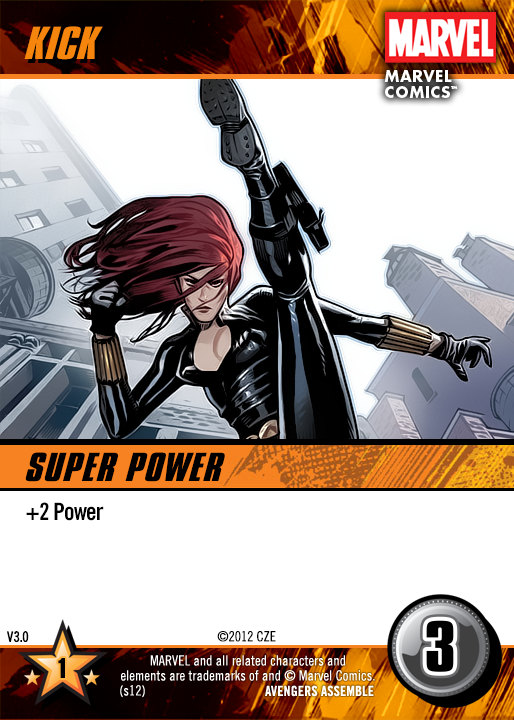 KICK
MARVEL
MARVEL
COMICS™
SUPER POWER
+2 Power
V3.0
©2012 CZE
1
3
MARVEL and all related characters and
elements are trademarks of and © Marvel Comics.
(s12)
AVENGERS ASSEMBLE